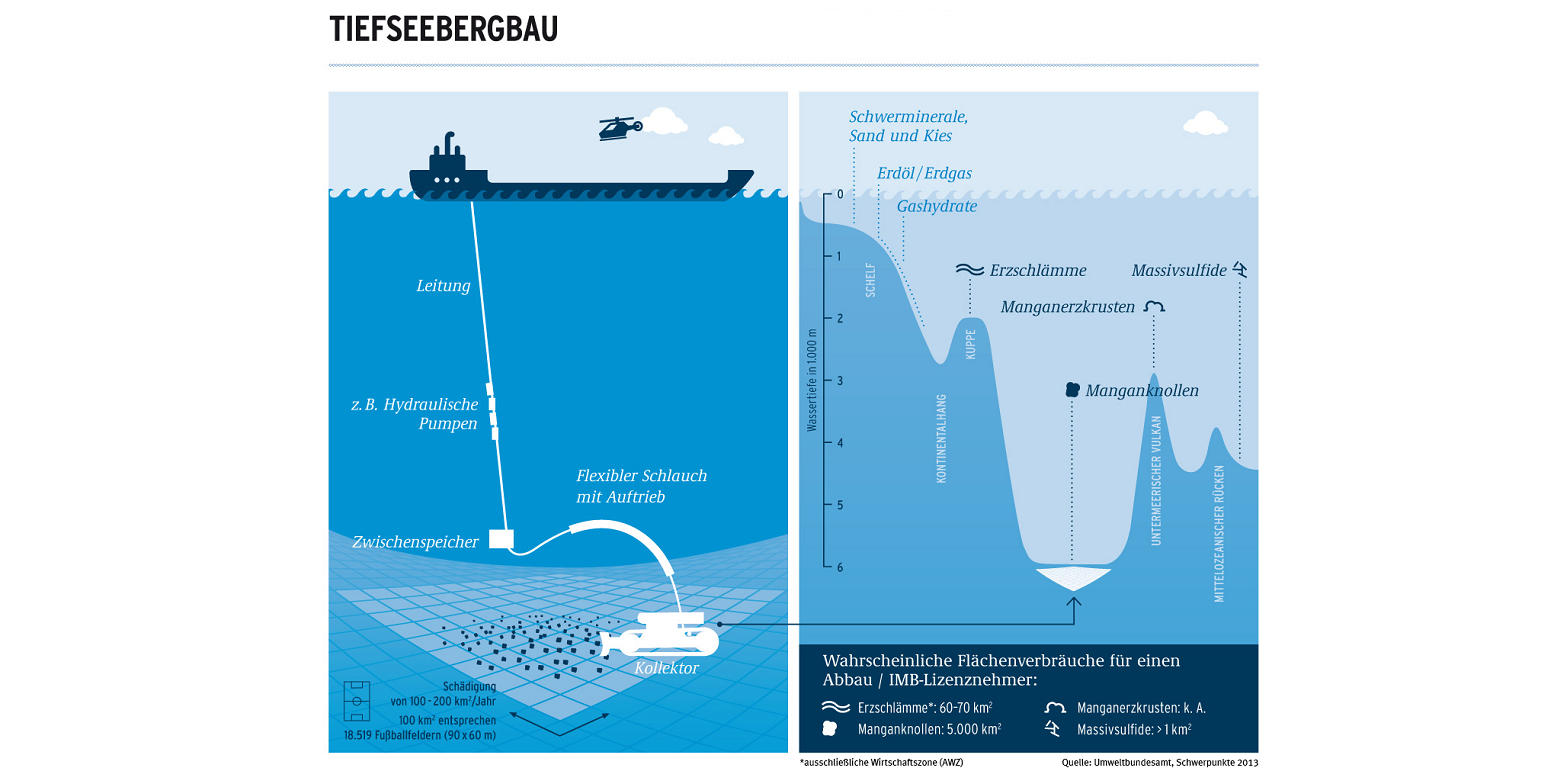 TIEFSEEBERGBAU
Leitung
z. B. Hydraulische
Pumpen
Flexibler Schlauch
mit Auftrieb
Zwischenspeicher
Kollektor
Schädigung
von 100 - 200 km²/Jahr
100 km² entsprechen
18.519 Fußballfeldern (90 x 60 m)
Schwerminerale,
Sand und Kies
Erdöl / Erdgas
Gashydrate
Erzschlämme
Massivsulfide
Manganerzkrusten
Manganknollen
Wassertiefe in 1.000 m
0
1
2
3
4
5
6
SCHELF
KONTINENTALHANG
KUPPE
UNTERMEERISCHER VULKAN
MITTELOZEANISCHER RÜCKEN
Wahrscheinliche Flächenverbräuche für einen
Abbau / IMB-Lizenznehmer:
Erzschlämme*: 60-70 km²
Manganknollen: 5.000 km²
Manganerzkrusten: k. A.
Massivsulfide: > 1 km²
*ausschließliche Wirtschaftszone (AWZ)
Quelle: Umweltbundesamt, Schwerpunkte 2013